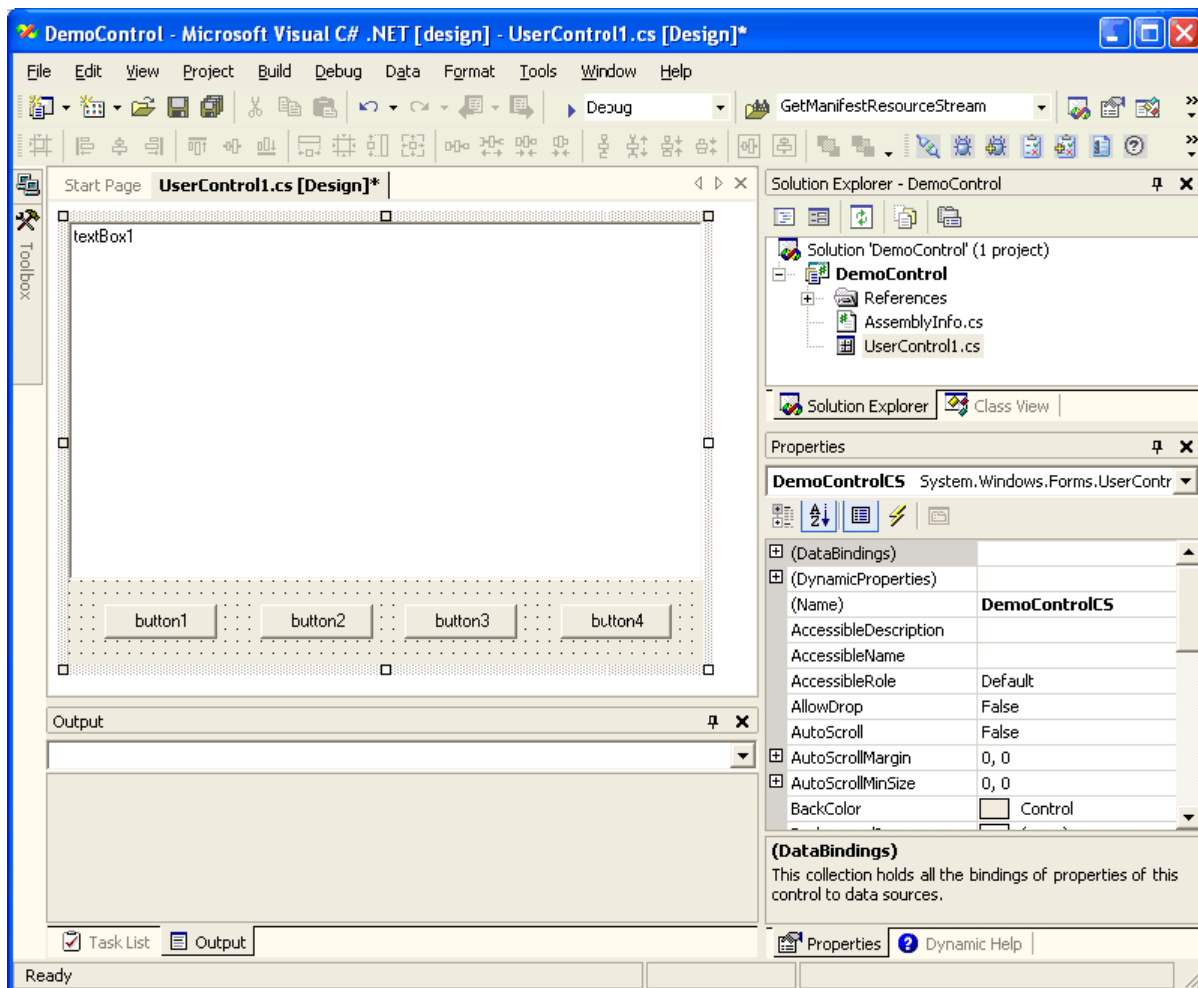 DemoControl - Microsoft Visual C# .NET [design] - UserControl1.cs [Design]*
File Edit View Project Build Debug Data Format Tools Window Help
Debug GetManifestResourceStream
Start Page UserControl1.cs [Design]*
Toolbox
textBox1
button1 button2 button3 button4
Output
Task List Output
Solution Explorer - DemoControl
Solution 'DemoControl' (1 project)
DemoControl
References
AssemblyInfo.cs
UserControl1.cs
Solution Explorer Class View
Properties
DemoControlCS System.Windows.Forms.UserContr
(DataBindings)
(DynamicProperties)
(Name) DemoControlCS
AccessibleDescription
AccessibleName
AccessibleRole Default
AllowDrop False
AutoScroll False
AutoScrollMargin 0, 0
AutoScrollMinSize 0, 0
BackColor Control
(DataBindings)
This collection holds all the bindings of properties of this
control to data sources.
Properties Dynamic Help
Ready